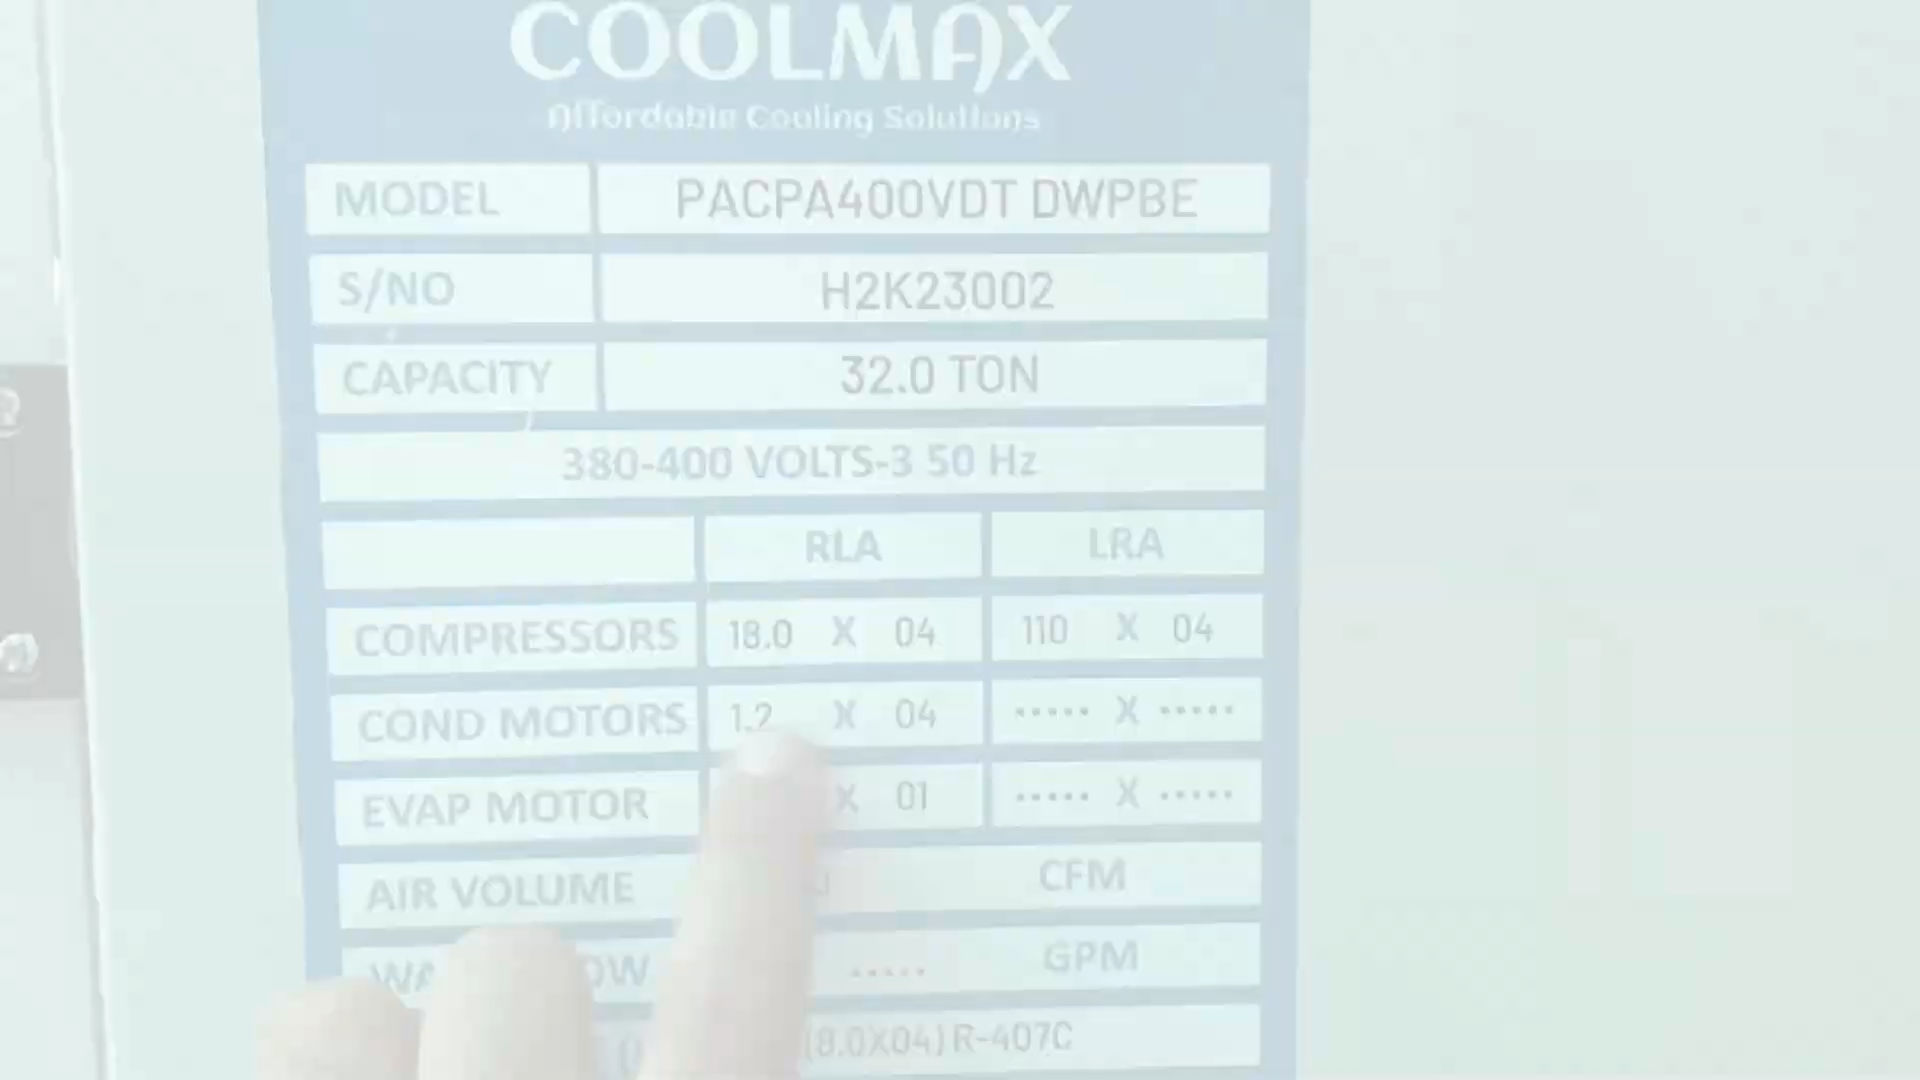 COOLMAX
Affordable Cooling Solutions
MODEL PACPA400VDT DWPBE
S/NO H2K23002
CAPACITY 32.0 TON
380-400 VOLTS-3 50 Hz
RLA LRA
COMPRESSORS 18.0 X 04 110 X 04
COND MOTORS 1.2 X 04 ..... X .....
EVAP MOTOR X 01 ..... X .....
AIR VOLUME CFM
..... GPM
(8.0X04) R-407C